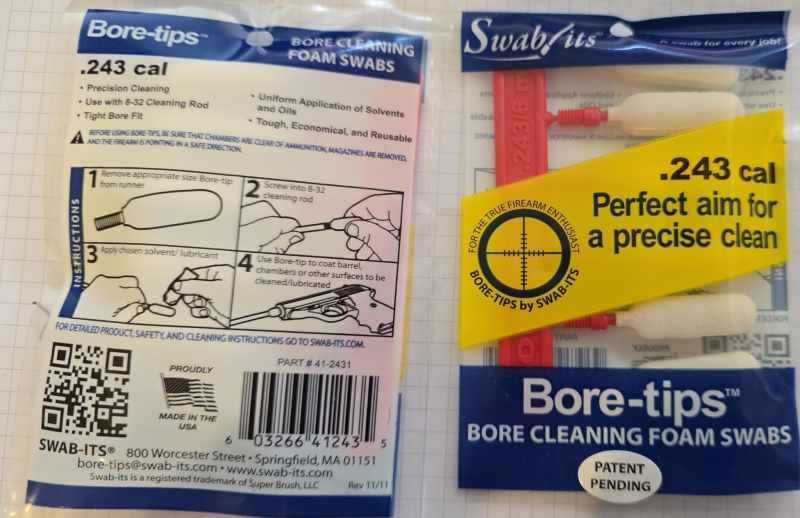 Bore-tips™
BORE CLEANING
FOAM SWABS
.243 cal
• Precision Cleaning
• Use with 8-32 Cleaning Rod
• Tight Bore Fit
• Uniform Application of Solvents
and Oils
• Tough, Economical, and Reusable
BEFORE USING BORE-TIPS, BE SURE THAT CHAMBERS ARE CLEAR OF AMMUNITION, MAGAZINES ARE REMOVED,
AND THE FIREARM IS POINTING IN A SAFE DIRECTION.
INSTRUCTIONS
1 Remove appropriate size Bore-tip
from runner
2 Screw into 8-32
cleaning rod
3 Apply chosen solvent/ lubricant
4 Use Bore-tip to coat barrel,
chambers or other surfaces to be
cleaned/lubricated
FOR DETAILED PRODUCT, SAFETY, AND CLEANING INSTRUCTIONS GO TO SWAB-ITS.COM.
PROUDLY
MADE IN THE
USA
PART # 41-2431
6 03266 41243 5
SWAB-ITS® 800 Worcester Street • Springfield, MA 01151
bore-tips@swab-its.com • www.swab-its.com
Swab-its is a registered trademark of Super Brush, LLC
Rev 11/11
Swab-its™
A swab for every job!
.243/6 m
.243 cal
Perfect aim for
a precise clean
FOR THE TRUE FIREARM ENTHUSIAST
BORE-TIPS by SWAB-ITS
Bore-tips™
BORE CLEANING FOAM SWABS
PATENT
PENDING